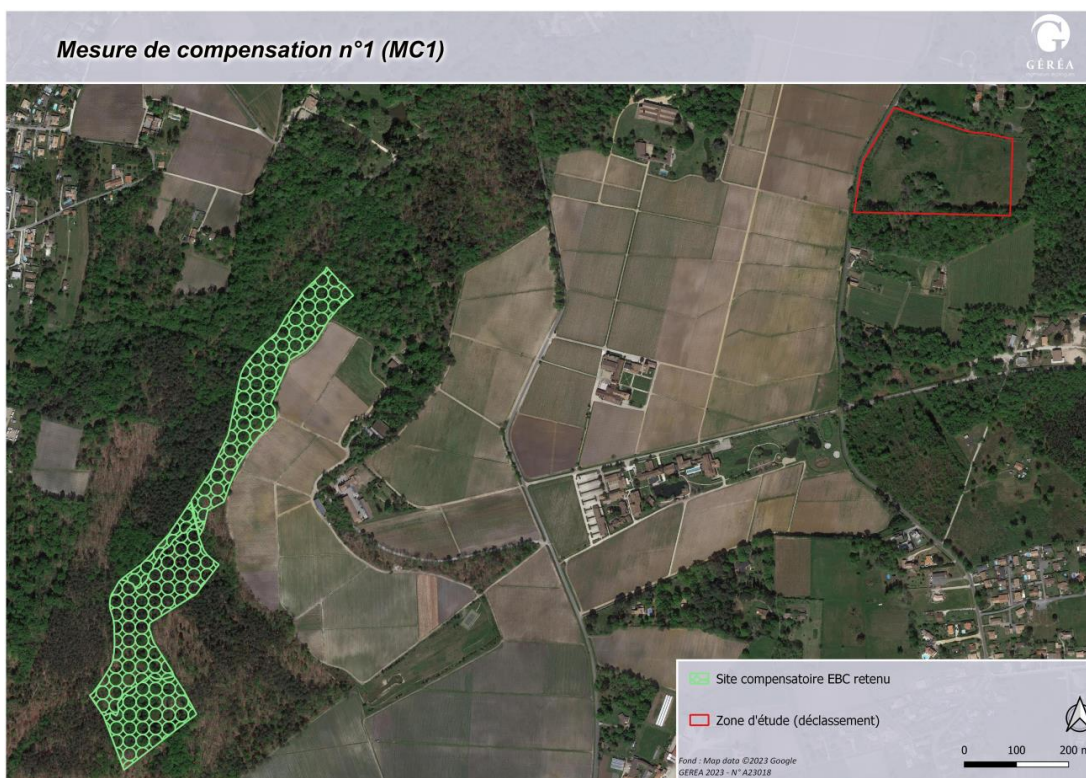 Mesure de compensation n°1 (MC1)
GÉRÉA
Site compensatoire EBC retenu
Zone d'étude (déclassement)
0 100 200 m
Fond : Map data ©2023 Google
GEREA 2023 - N° A23018